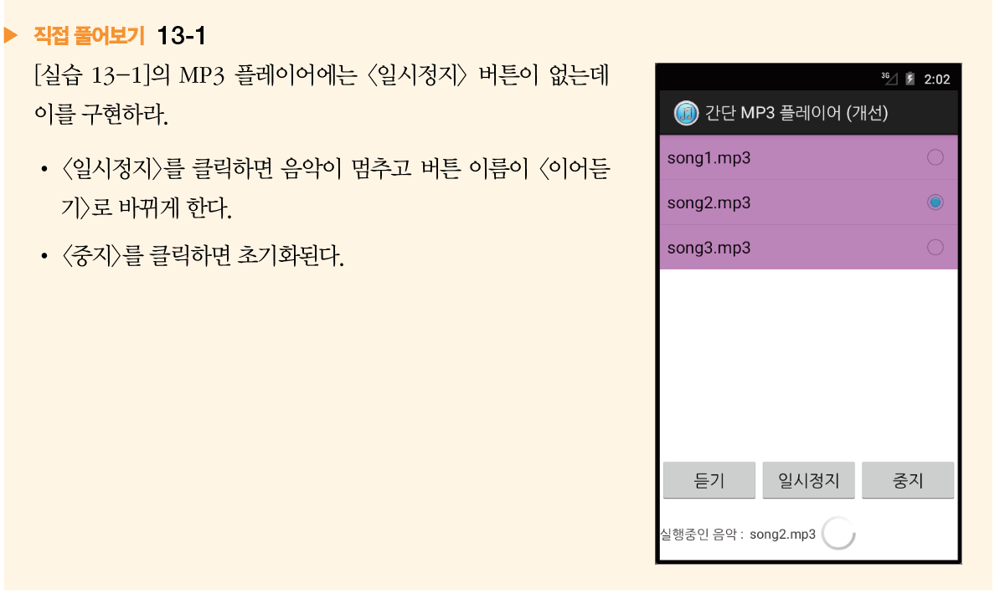 직접 풀어보기 13-1
[실습 13-1]의 MP3 플레이어에는 〈일시정지〉 버튼이 없는데
이를 구현하라.
• 〈일시정지〉를 클릭하면 음악이 멈추고 버튼 이름이 〈이어듣
기〉로 바뀌게 한다.
• 〈중지〉를 클릭하면 초기화된다.
3G 2:02
간단 MP3 플레이어 (개선)
song1.mp3
song2.mp3
song3.mp3
듣기 일시정지 중지
실행중인 음악 : song2.mp3